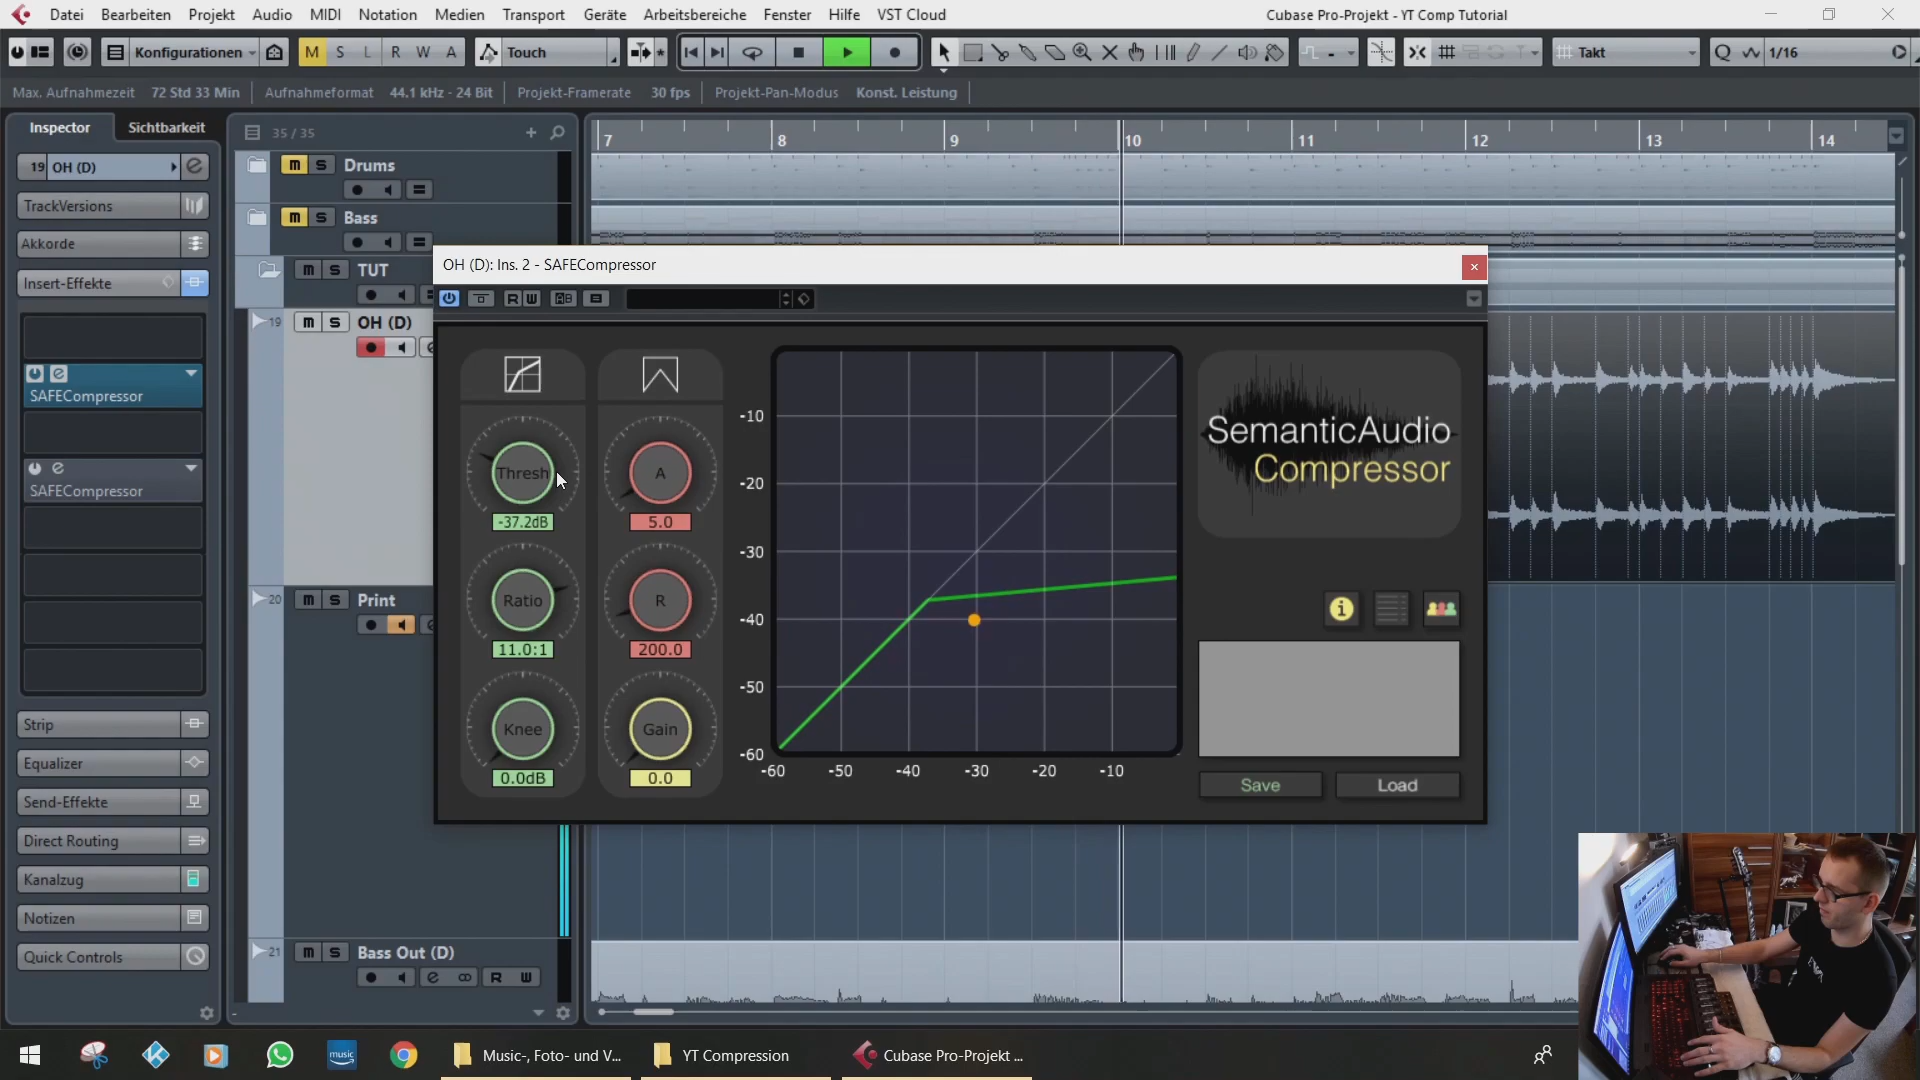 Datei Bearbeiten Projekt Audio MIDI Notation Medien Transport Geräte Arbeitsbereiche Fenster Hilfe VST Cloud
Cubase Pro-Projekt - YT Comp Tutorial
Konfigurationen M S L R W A Touch
Takt
Q 1/16
Max. Aufnahmezeit 72 Std 33 Min Aufnahmeformat 44.1 kHz - 24 Bit Projekt-Framerate 30 fps Projekt-Pan-Modus Konst. Leistung
Inspector Sichtbarkeit
35 / 35
7 8 9 10 11 12 13 14
19 OH (D)
TrackVersions
Akkorde
Insert-Effekte
SAFECompressor
SAFECompressor
Strip
Equalizer
Send-Effekte
Direct Routing
Kanalzug
Notizen
Quick Controls
m S Drums
m S Bass
m S TUT
19 m S OH (D)
20 m S Print
21 m S Bass Out (D)
R W
OH (D): Ins. 2 - SAFECompressor
R W
Thresh
-37.2dB
Ratio
11.0:1
Knee
0.0dB
A
5.0
R
200.0
Gain
0.0
-10
-20
-30
-40
-50
-60
-60 -50 -40 -30 -20 -10
SemanticAudio
Compressor
i
Save Load
music
Music-, Foto- und V...
YT Compression
Cubase Pro-Projekt ...